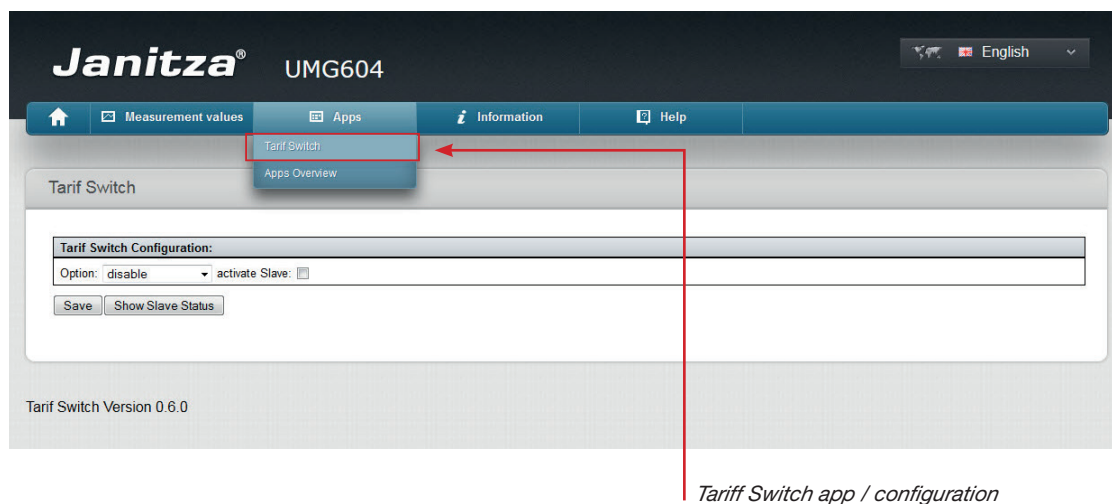 Janitza® UMG604
English
Measurement values Apps Information Help
Tarif Switch
Apps Overview
Tarif Switch
Tarif Switch Configuration:
Option: disable activate Slave:
Save Show Slave Status
Tarif Switch Version 0.6.0
Tariff Switch app / configuration